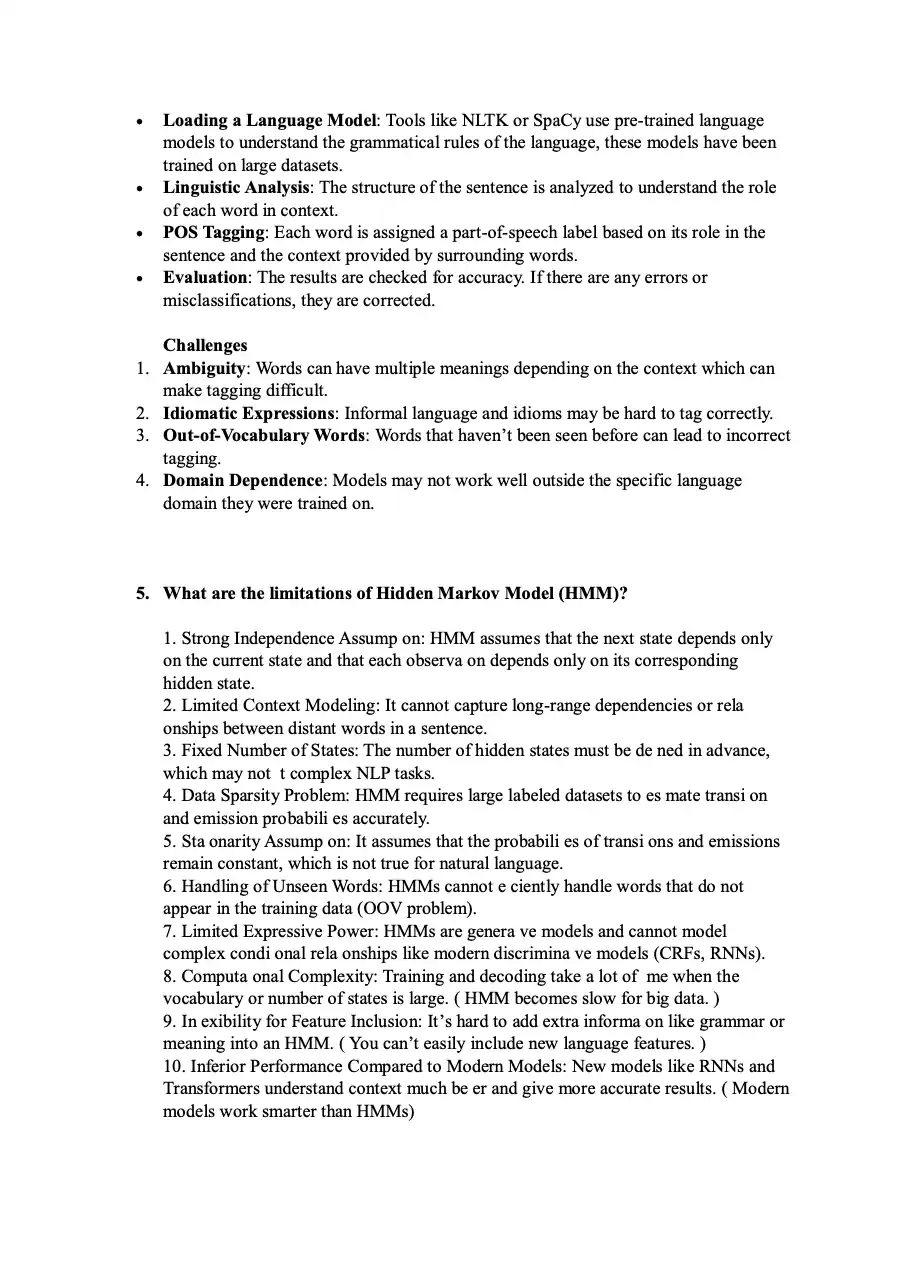 • Loading a Language Model: Tools like NLTK or SpaCy use pre-trained language
models to understand the grammatical rules of the language, these models have been
trained on large datasets.
• Linguistic Analysis: The structure of the sentence is analyzed to understand the role
of each word in context.
• POS Tagging: Each word is assigned a part-of-speech label based on its role in the
sentence and the context provided by surrounding words.
• Evaluation: The results are checked for accuracy. If there are any errors or
misclassifications, they are corrected.
Challenges
1. Ambiguity: Words can have multiple meanings depending on the context which can
make tagging difficult.
2. Idiomatic Expressions: Informal language and idioms may be hard to tag correctly.
3. Out-of-Vocabulary Words: Words that haven’t been seen before can lead to incorrect
tagging.
4. Domain Dependence: Models may not work well outside the specific language
domain they were trained on.
5. What are the limitations of Hidden Markov Model (HMM)?
1. Strong Independence Assump on: HMM assumes that the next state depends only
on the current state and that each observa on depends only on its corresponding
hidden state.
2. Limited Context Modeling: It cannot capture long-range dependencies or rela
onships between distant words in a sentence.
3. Fixed Number of States: The number of hidden states must be de ned in advance,
which may not  t complex NLP tasks.
4. Data Sparsity Problem: HMM requires large labeled datasets to es mate transi on
and emission probabili es accurately.
5. Sta onarity Assump on: It assumes that the probabili es of transi ons and emissions
remain constant, which is not true for natural language.
6. Handling of Unseen Words: HMMs cannot e ciently handle words that do not
appear in the training data (OOV problem).
7. Limited Expressive Power: HMMs are genera ve models and cannot model
complex condi onal rela onships like modern discrimina ve models (CRFs, RNNs).
8. Computa onal Complexity: Training and decoding take a lot of  me when the
vocabulary or number of states is large. ( HMM becomes slow for big data. )
9. In exibility for Feature Inclusion: It’s hard to add extra informa on like grammar or
meaning into an HMM. ( You can’t easily include new language features. )
10. Inferior Performance Compared to Modern Models: New models like RNNs and
Transformers understand context much be er and give more accurate results. ( Modern
models work smarter than HMMs)